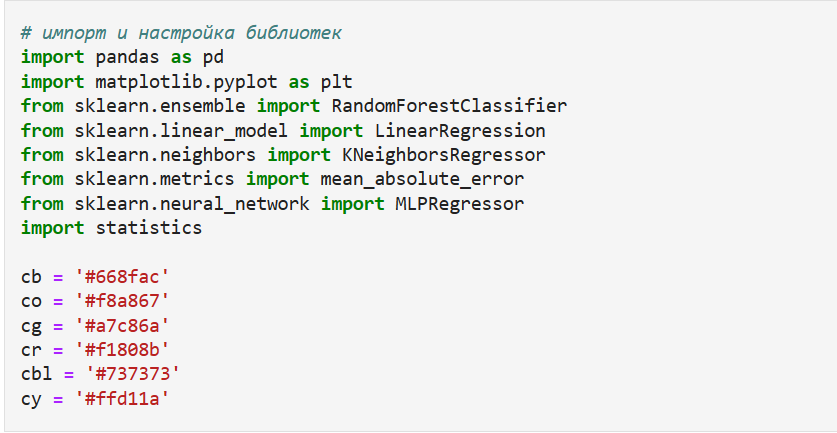 # импорт и настройка библиотек
import pandas as pd
import matplotlib.pyplot as plt
from sklearn.ensemble import RandomForestClassifier
from sklearn.linear_model import LinearRegression
from sklearn.neighbors import KNeighborsRegressor
from sklearn.metrics import mean_absolute_error
from sklearn.neural_network import MLPRegressor
import statistics

cb = '#668fac'
co = '#f8a867'
cg = '#a7c86a'
cr = '#f1808b'
cbl = '#737373'
cy = '#ffd11a'